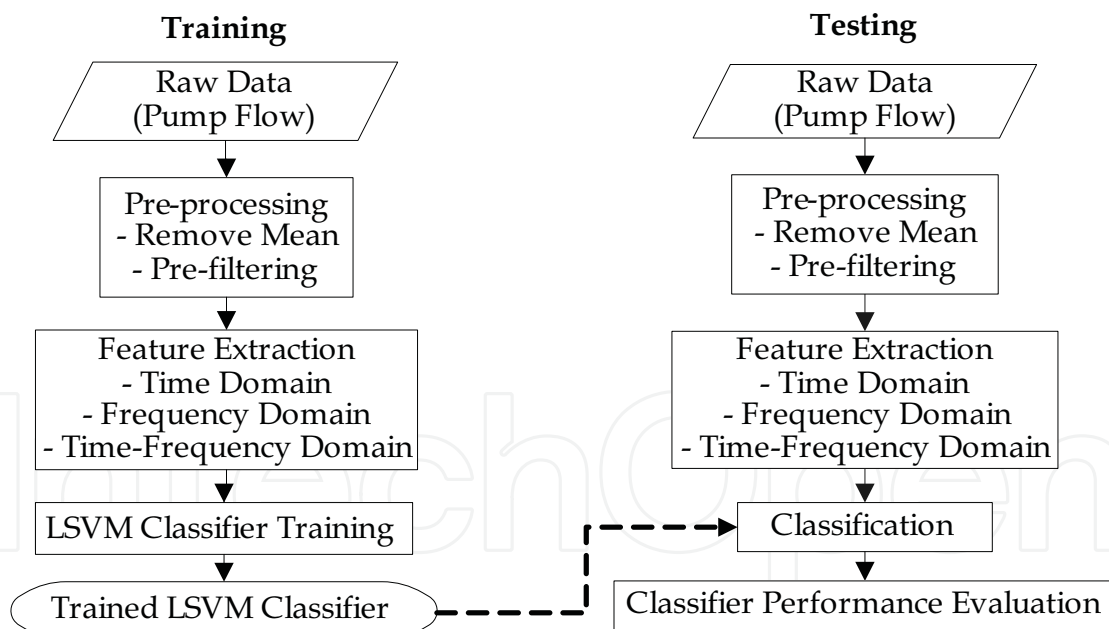 Training
Raw Data
(Pump Flow)
Pre-processing
- Remove Mean
- Pre-filtering
Feature Extraction
- Time Domain
- Frequency Domain
- Time-Frequency Domain
LSVM Classifier Training
Trained LSVM Classifier
Testing
Raw Data
(Pump Flow)
Pre-processing
- Remove Mean
- Pre-filtering
Feature Extraction
- Time Domain
- Frequency Domain
- Time-Frequency Domain
Classification
Classifier Performance Evaluation
IntechOpen